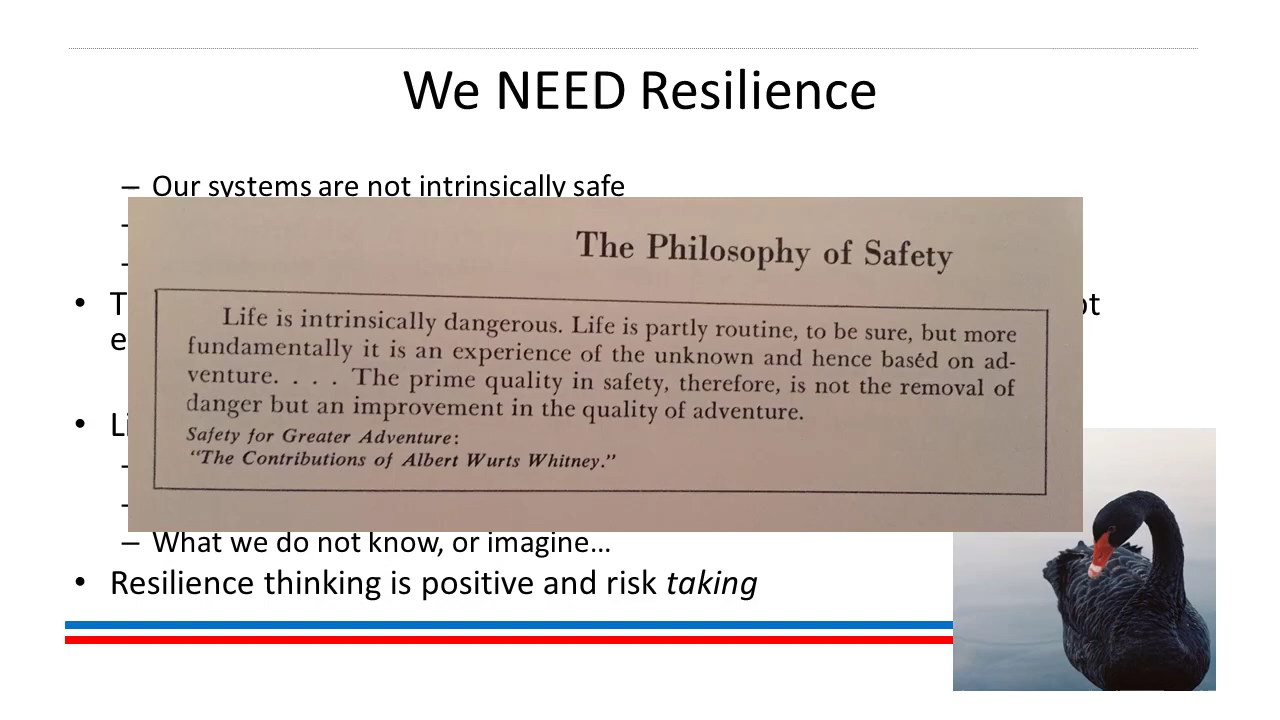 We NEED Resilience
– Our systems are not intrinsically safe
The Philosophy of Safety
Life is intrinsically dangerous. Life is partly routine, to be sure, but more
fundamentally it is an experience of the unknown and hence based on ad-
venture. . . . The prime quality in safety, therefore, is not the removal of
danger but an improvement in the quality of adventure.
Safety for Greater Adventure:
“The Contributions of Albert Wurts Whitney.”
– What we do not know, or imagine…
• Resilience thinking is positive and risk taking